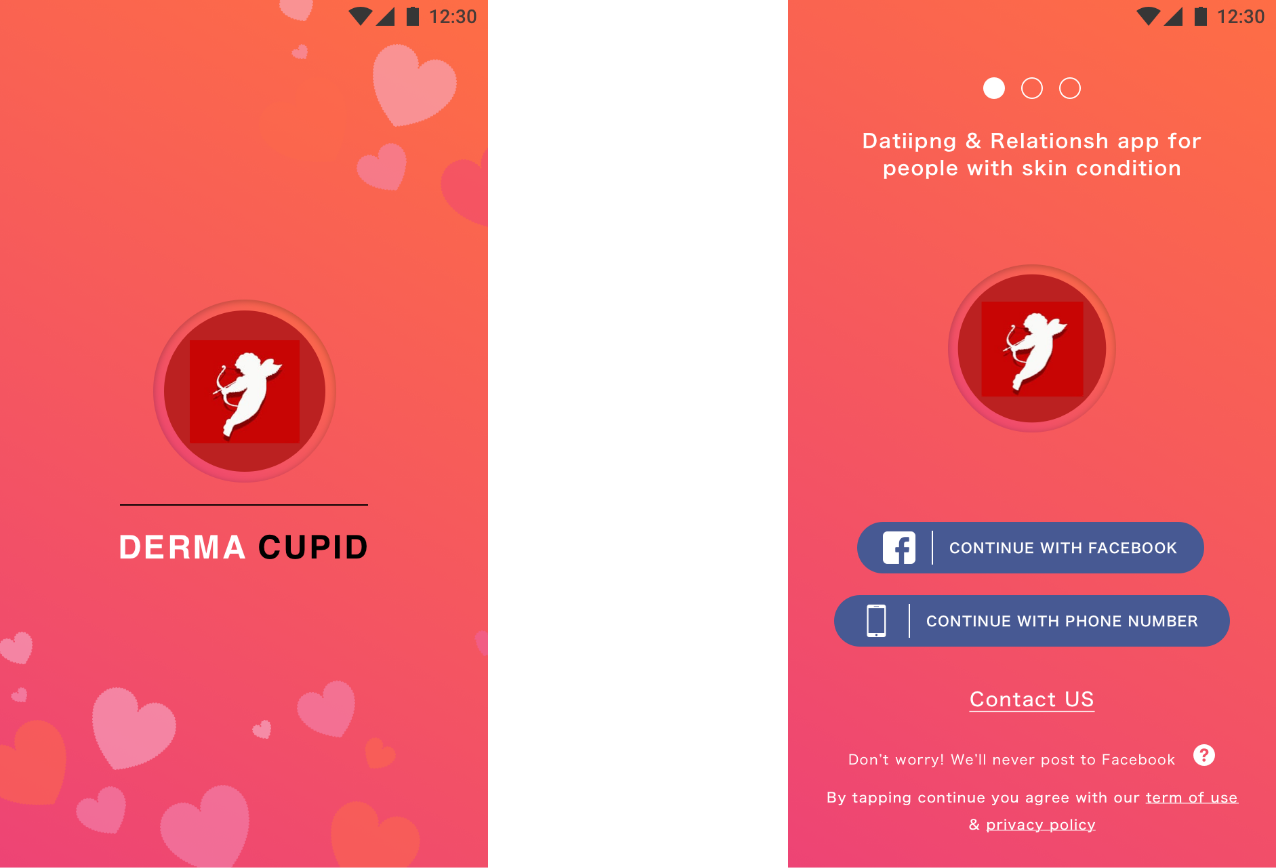 12:30
DERMA CUPID
12:30
Datiipng & Relationsh app for
people with skin condition
CONTINUE WITH FACEBOOK
CONTINUE WITH PHONE NUMBER
Contact US
Don't worry! We'll never post to Facebook ?
By tapping continue you agree with our term of use
& privacy policy